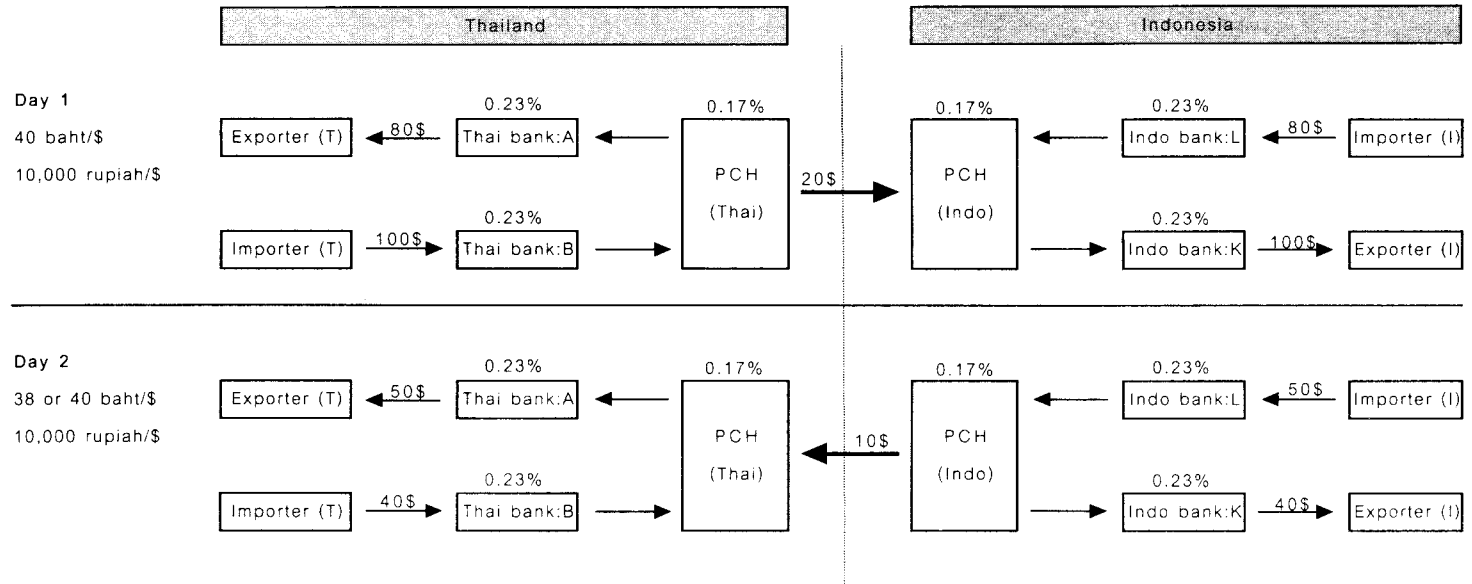 Thailand
Indonesia
Day 1
40 baht/$
10,000 rupiah/$
0.23%
0.17%
0.17%
0.23%
Exporter (T)
80$
Thai bank:A
Indo bank:L
80$
Importer (I)
PCH
(Thai)
20$
PCH
(Indo)
0.23%
0.23%
Importer (T)
100$
Thai bank:B
Indo bank:K
100$
Exporter (I)
Day 2
38 or 40 baht/$
10,000 rupiah/$
0.23%
0.17%
0.17%
0.23%
Exporter (T)
50$
Thai bank:A
Indo bank:L
50$
Importer (I)
PCH
(Thai)
10$
PCH
(Indo)
0.23%
0.23%
Importer (T)
40$
Thai bank:B
Indo bank:K
40$
Exporter (I)